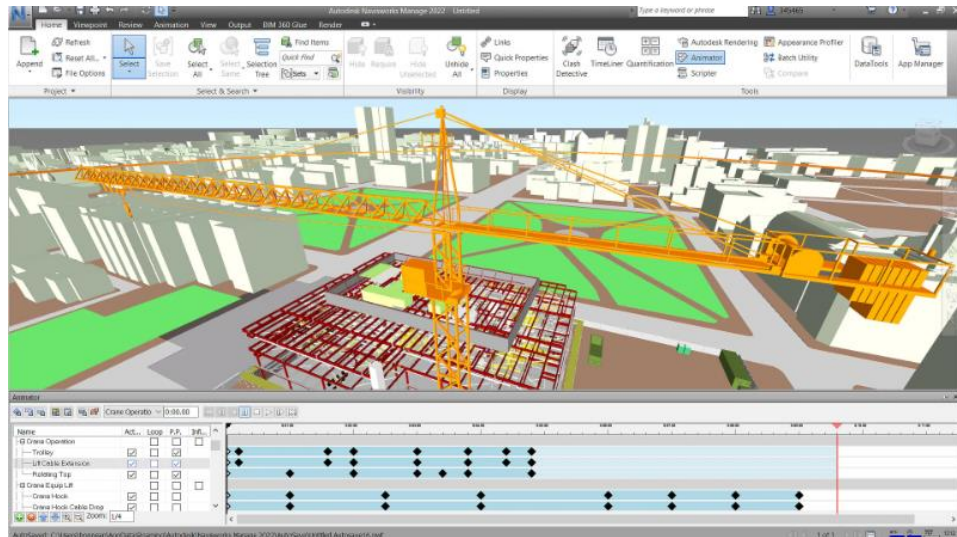 Autodesk Navisworks Manage 2022 Untitled
Type a keyword or phrase
345465
Home Viewpoint Review Animation View Output BIM 360 Glue Render
Append
Refresh
Reset All...
File Options
Project
Select
Save Selection
Select All
Select Same
Selection Tree
Find Items
Quick Find
Sets
Select & Search
Hide
Require
Hide Unselected
Unhide All
Visibility
Links
Quick Properties
Properties
Display
Clash Detective
TimeLiner
Quantification
Autodesk Rendering
Animator
Scripter
Appearance Profiler
Batch Utility
Compare
Tools
DataTools
App Manager
Animator
Crane Operatio 0:00.00
Name Act... Loop P.P. Infi...
Crane Operation
Trolley
Lift Cable Extension
Rotating Top
Crane Equip Lift
Crane Hook
Crane Hook Cable Drop
Zoom: 1/4
1 of 1